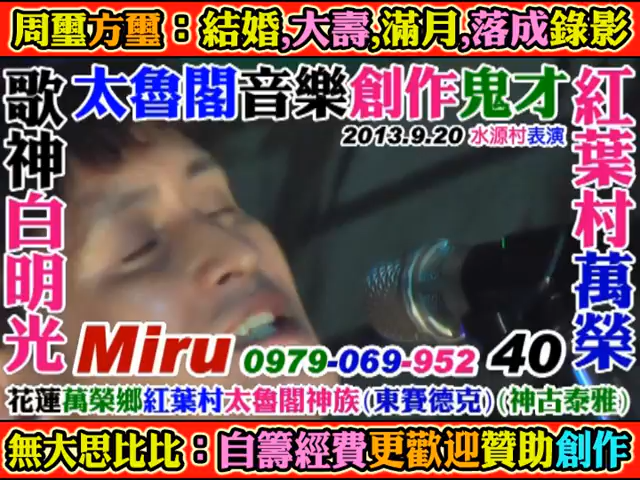 周璽方璽：結婚,大壽,滿月,落成錄影
太魯閣音樂創作鬼才
2013.9.20 水源村表演
歌神白明光
紅葉村萬榮
Miru 0979-069-952 40
花蓮萬榮鄉紅葉村太魯閣神族(東賽德克)(神古泰雅)
無大思比比：自籌經費更歡迎贊助創作